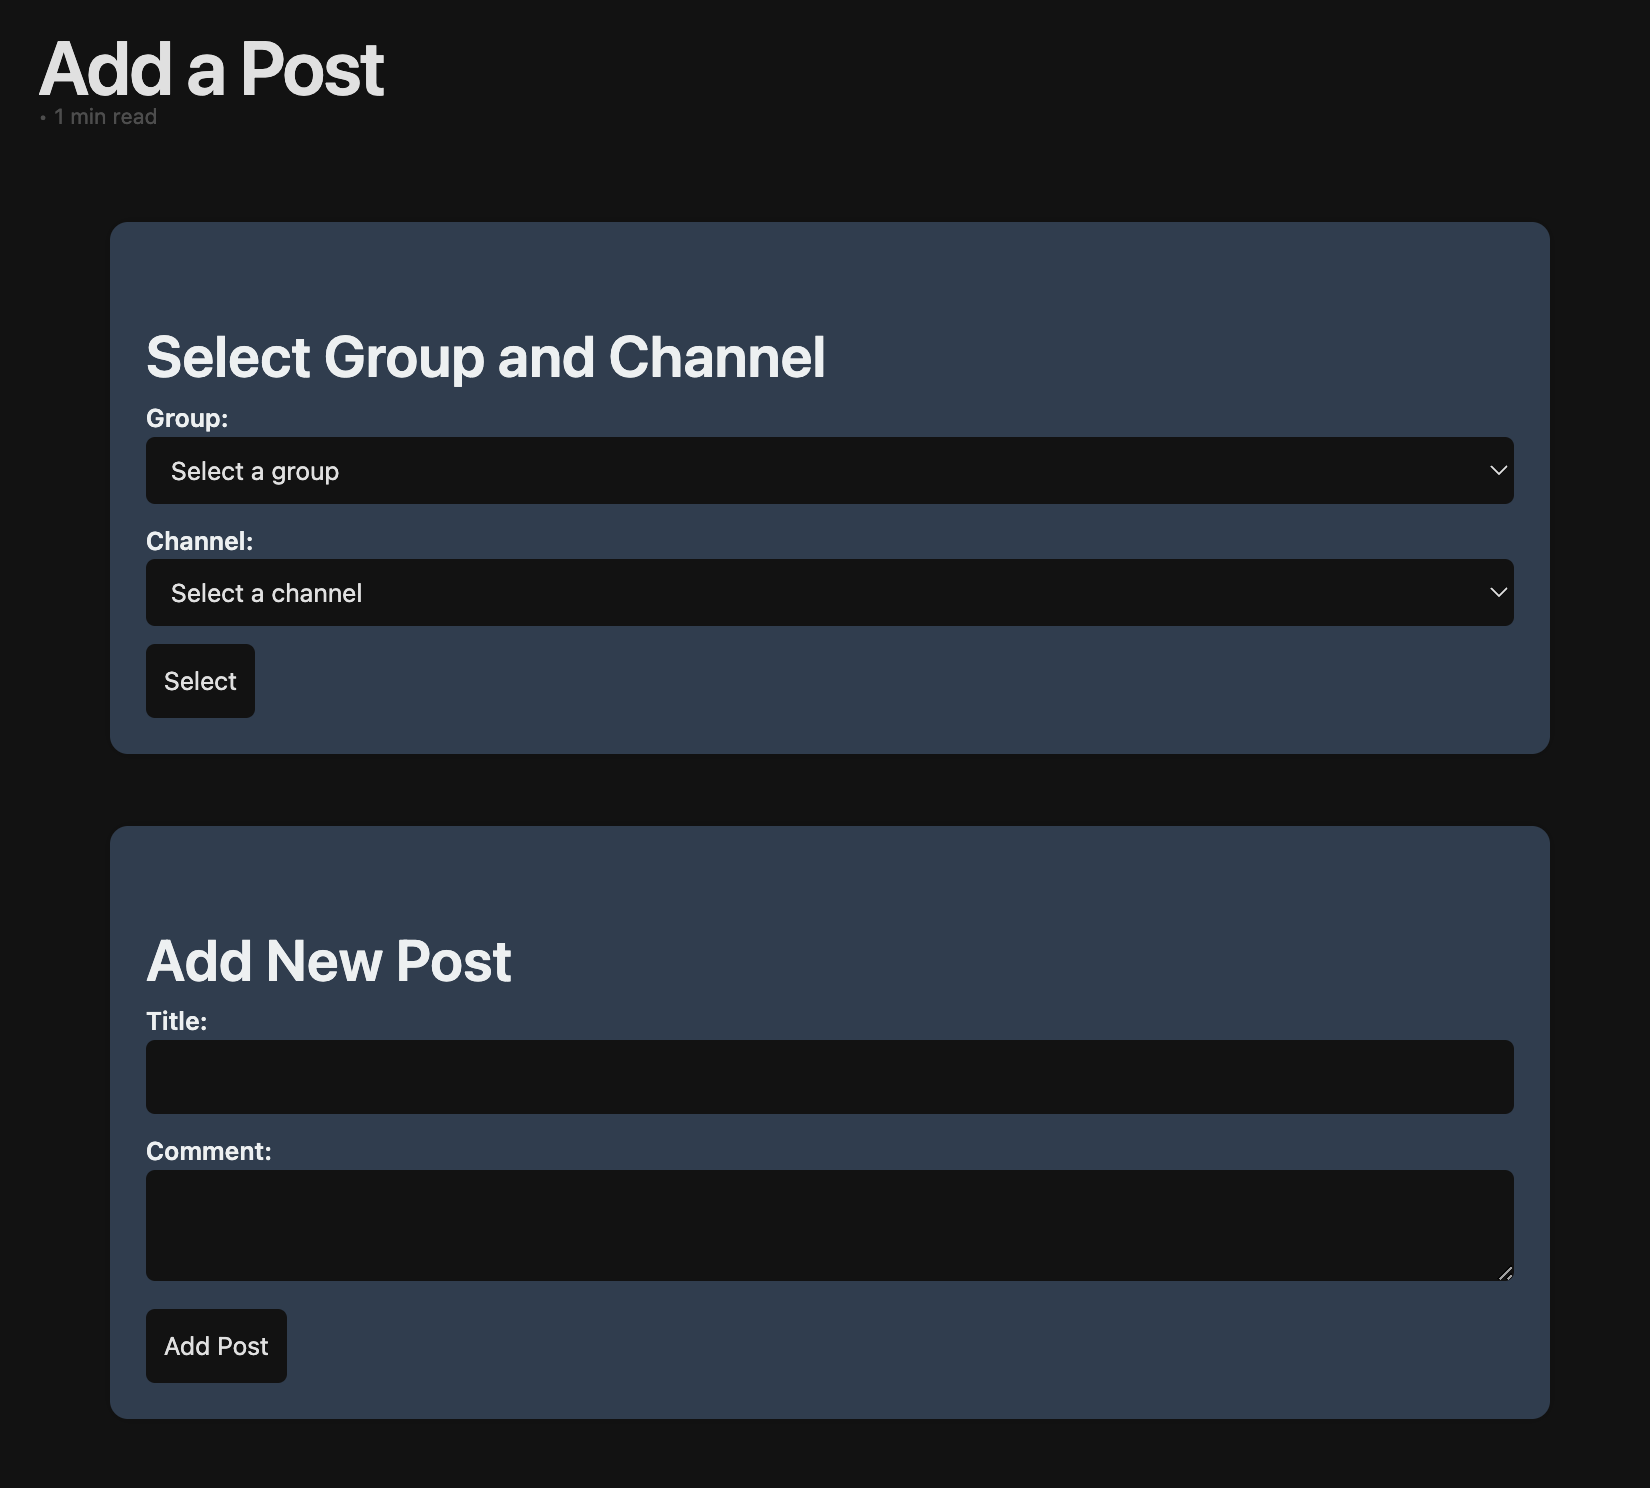 Add a Post
• 1 min read
Select Group and Channel
Group:
Select a group
Channel:
Select a channel
Select
Add New Post
Title:
Comment:
Add Post